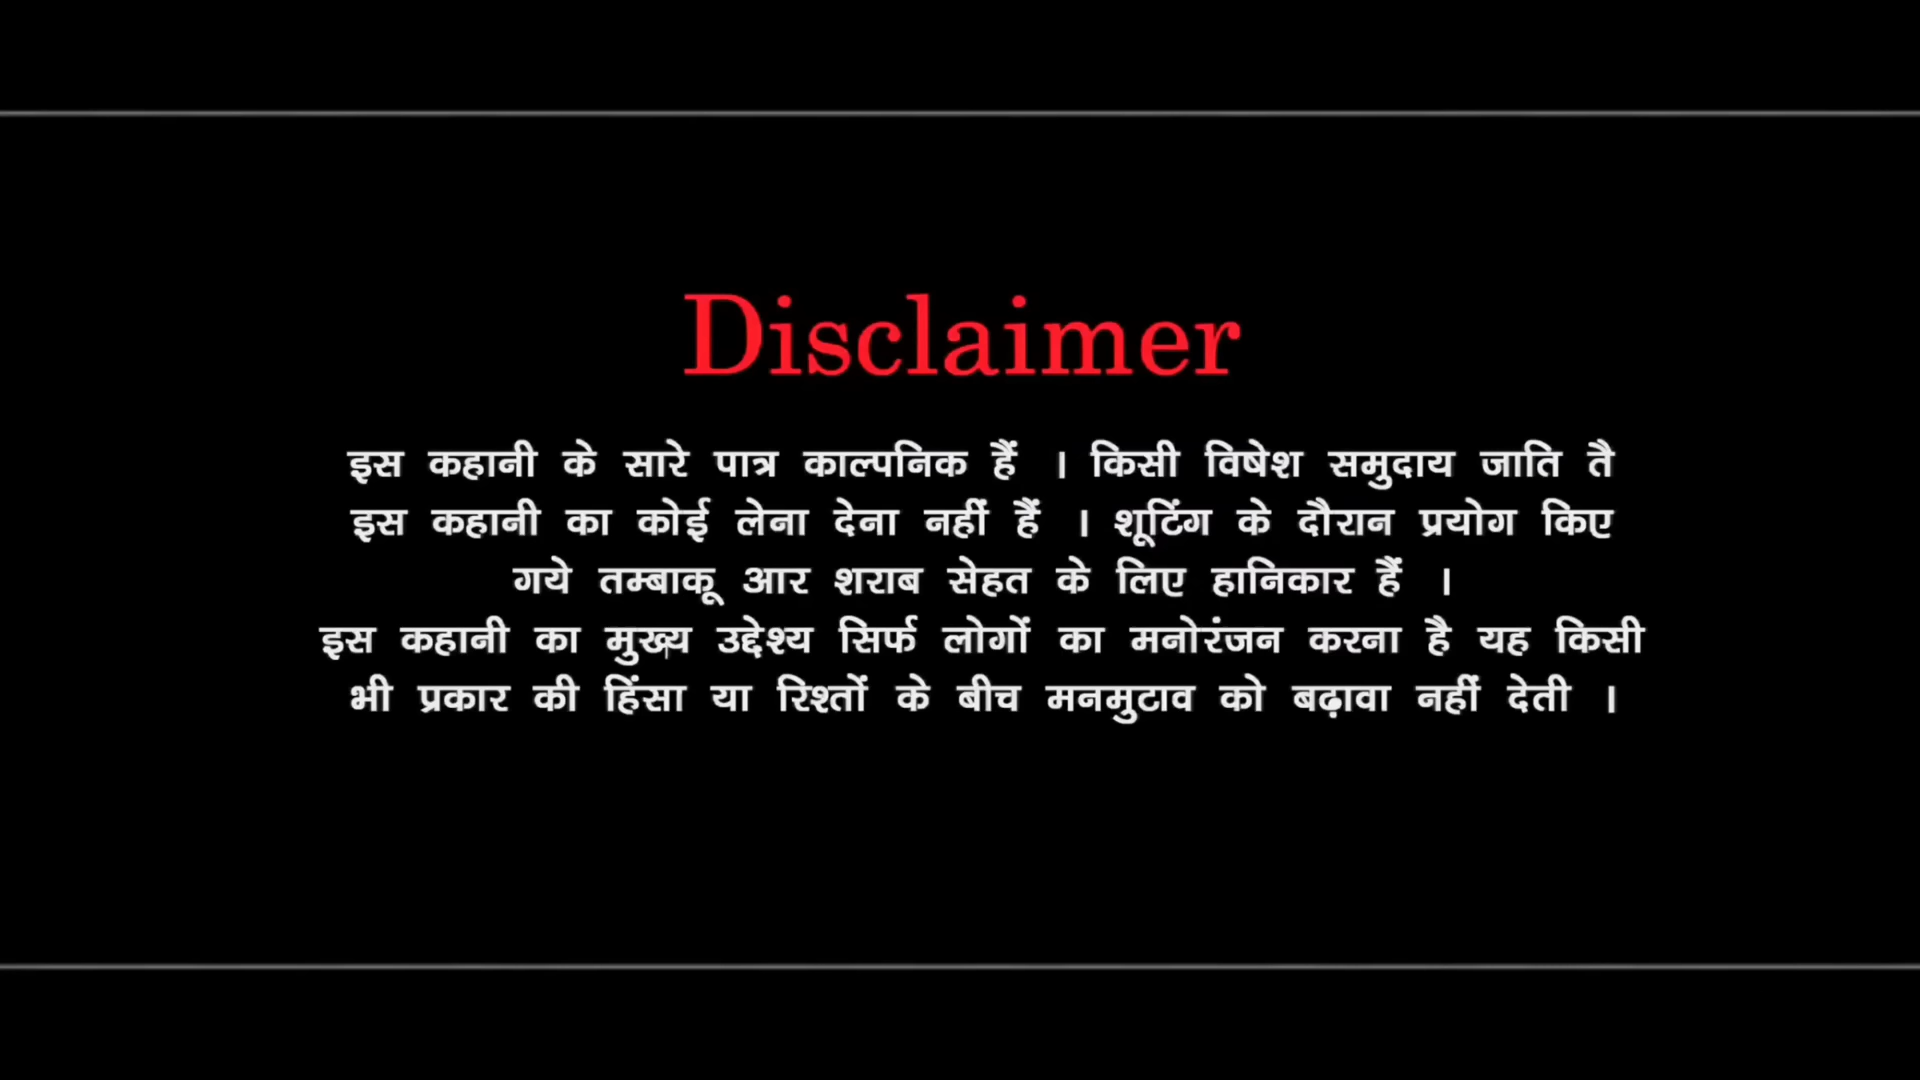 Disclaimer
इस कहानी के सारे पात्र काल्पनिक हैं । किसी विषेश समुदाय जाति तै
इस कहानी का कोई लेना देना नहीं हैं । शूटिंग के दौरान प्रयोग किए
गये तम्बाकू आर शराब सेहत के लिए हानिकार हैं ।
इस कहानी का मुख्य उद्देश्य सिर्फ लोगों का मनोरंजन करना है यह किसी
भी प्रकार की हिंसा या रिश्तों के बीच मनमुटाव को बढ़ावा नहीं देती ।